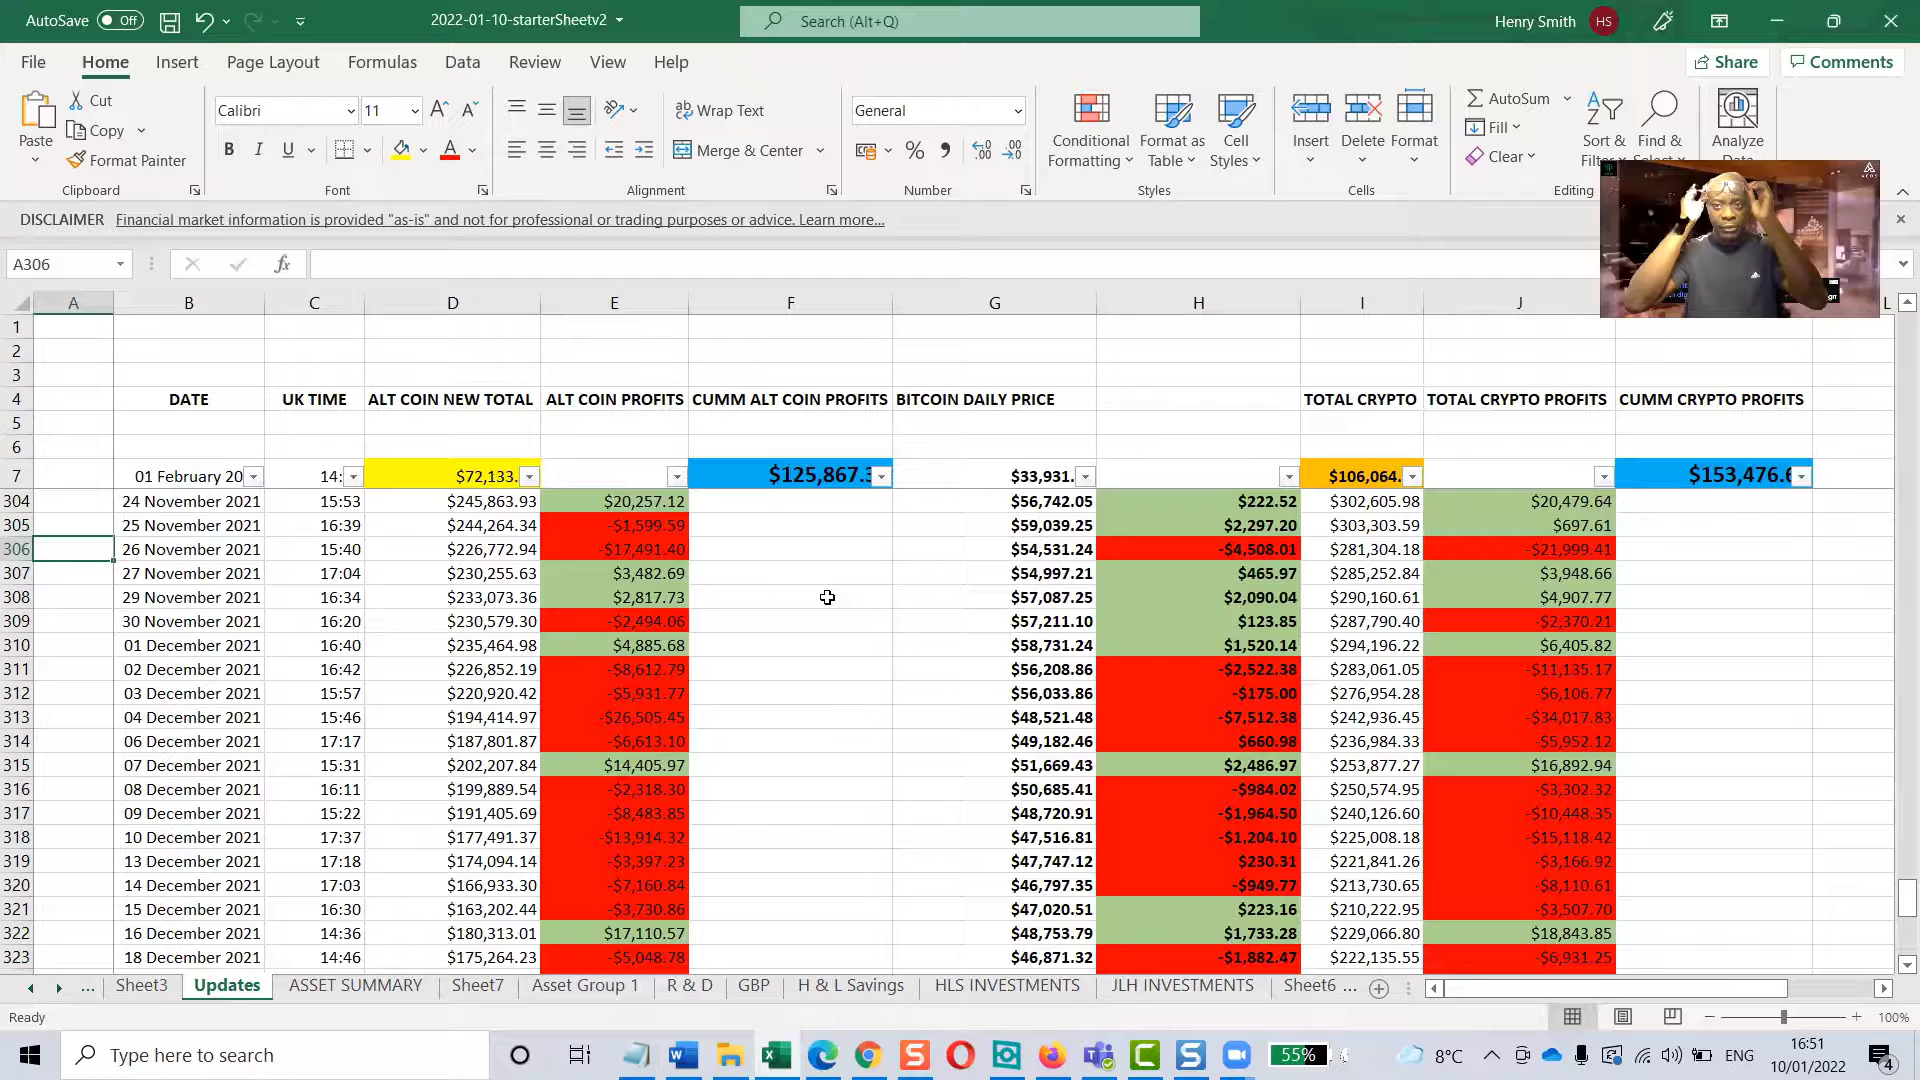 AutoSave Off 2022-01-10-starterSheetv2 Search (Alt+Q) Henry Smith HS
File Home Insert Page Layout Formulas Data Review View Help Share Comments
Paste Cut Copy Format Painter
Clipboard
Calibri 11
B I U
Font
Wrap Text
Merge & Center
Alignment
General
Number
Conditional Formatting
Format as Table
Cell Styles
Styles
Insert Delete Format
Cells
AutoSum
Fill
Clear
Sort &
Find &
Editing
Analyze
DISCLAIMER Financial market information is provided "as-is" and not for professional or trading purposes or advice. Learn more...
A306 fx
A B C D E F G H I J L
1
2
3
4 DATE UK TIME ALT COIN NEW TOTAL ALT COIN PROFITS CUMM ALT COIN PROFITS BITCOIN DAILY PRICE TOTAL CRYPTO TOTAL CRYPTO PROFITS CUMM CRYPTO PROFITS
5
6
7 01 February 20 14: $72,133. $125,867. $33,931. $106,064. $153,476.
304 24 November 2021 15:53 $245,863.93 $20,257.12 $56,742.05 $222.52 $302,605.98 $20,479.64
305 25 November 2021 16:39 $244,264.34 -$1,599.59 $59,039.25 $2,297.20 $303,303.59 $697.61
306 26 November 2021 15:40 $226,772.94 -$17,491.40 $54,531.24 -$4,508.01 $281,304.18 -$21,999.41
307 27 November 2021 17:04 $230,255.63 $3,482.69 $54,997.21 $465.97 $285,252.84 $3,948.66
308 29 November 2021 16:34 $233,073.36 $2,817.73 $57,087.25 $2,090.04 $290,160.61 $4,907.77
309 30 November 2021 16:20 $230,579.30 -$2,494.06 $57,211.10 $123.85 $287,790.40 -$2,370.21
310 01 December 2021 16:40 $235,464.98 $4,885.68 $58,731.24 $1,520.14 $294,196.22 $6,405.82
311 02 December 2021 16:42 $226,852.19 -$8,612.79 $56,208.86 -$2,522.38 $283,061.05 -$11,135.17
312 03 December 2021 15:57 $220,920.42 -$5,931.77 $56,033.86 -$175.00 $276,954.28 -$6,106.77
313 04 December 2021 15:46 $194,414.97 -$26,505.45 $48,521.48 -$7,512.38 $242,936.45 -$34,017.83
314 06 December 2021 17:17 $187,801.87 -$6,613.10 $49,182.46 $660.98 $236,984.33 -$5,952.12
315 07 December 2021 15:31 $202,207.84 $14,405.97 $51,669.43 $2,486.97 $253,877.27 $16,892.94
316 08 December 2021 16:11 $199,889.54 -$2,318.30 $50,685.41 -$984.02 $250,574.95 -$3,302.32
317 09 December 2021 15:22 $191,405.69 -$8,483.85 $48,720.91 -$1,964.50 $240,126.60 -$10,448.35
318 10 December 2021 17:37 $177,491.37 -$13,914.32 $47,516.81 -$1,204.10 $225,008.18 -$15,118.42
319 13 December 2021 17:18 $174,094.14 -$3,397.23 $47,747.12 $230.31 $221,841.26 -$3,166.92
320 14 December 2021 17:03 $166,933.30 -$7,160.84 $46,797.35 -$949.77 $213,730.65 -$8,110.61
321 15 December 2021 16:30 $163,202.44 -$3,730.86 $47,020.51 $223.16 $210,222.95 -$3,507.70
322 16 December 2021 14:36 $180,313.01 $17,110.57 $48,753.79 $1,733.28 $229,066.80 $18,843.85
323 18 December 2021 14:46 $175,264.23 -$5,048.78 $46,871.32 -$1,882.47 $222,135.55 -$6,931.25
... Sheet3 Updates ASSET SUMMARY Sheet7 Asset Group 1 R & D GBP H & L Savings HLS INVESTMENTS JLH INVESTMENTS Sheet6 ...
Ready 100%
Type here to search 55% 8°C ENG 16:51
10/01/2022 4